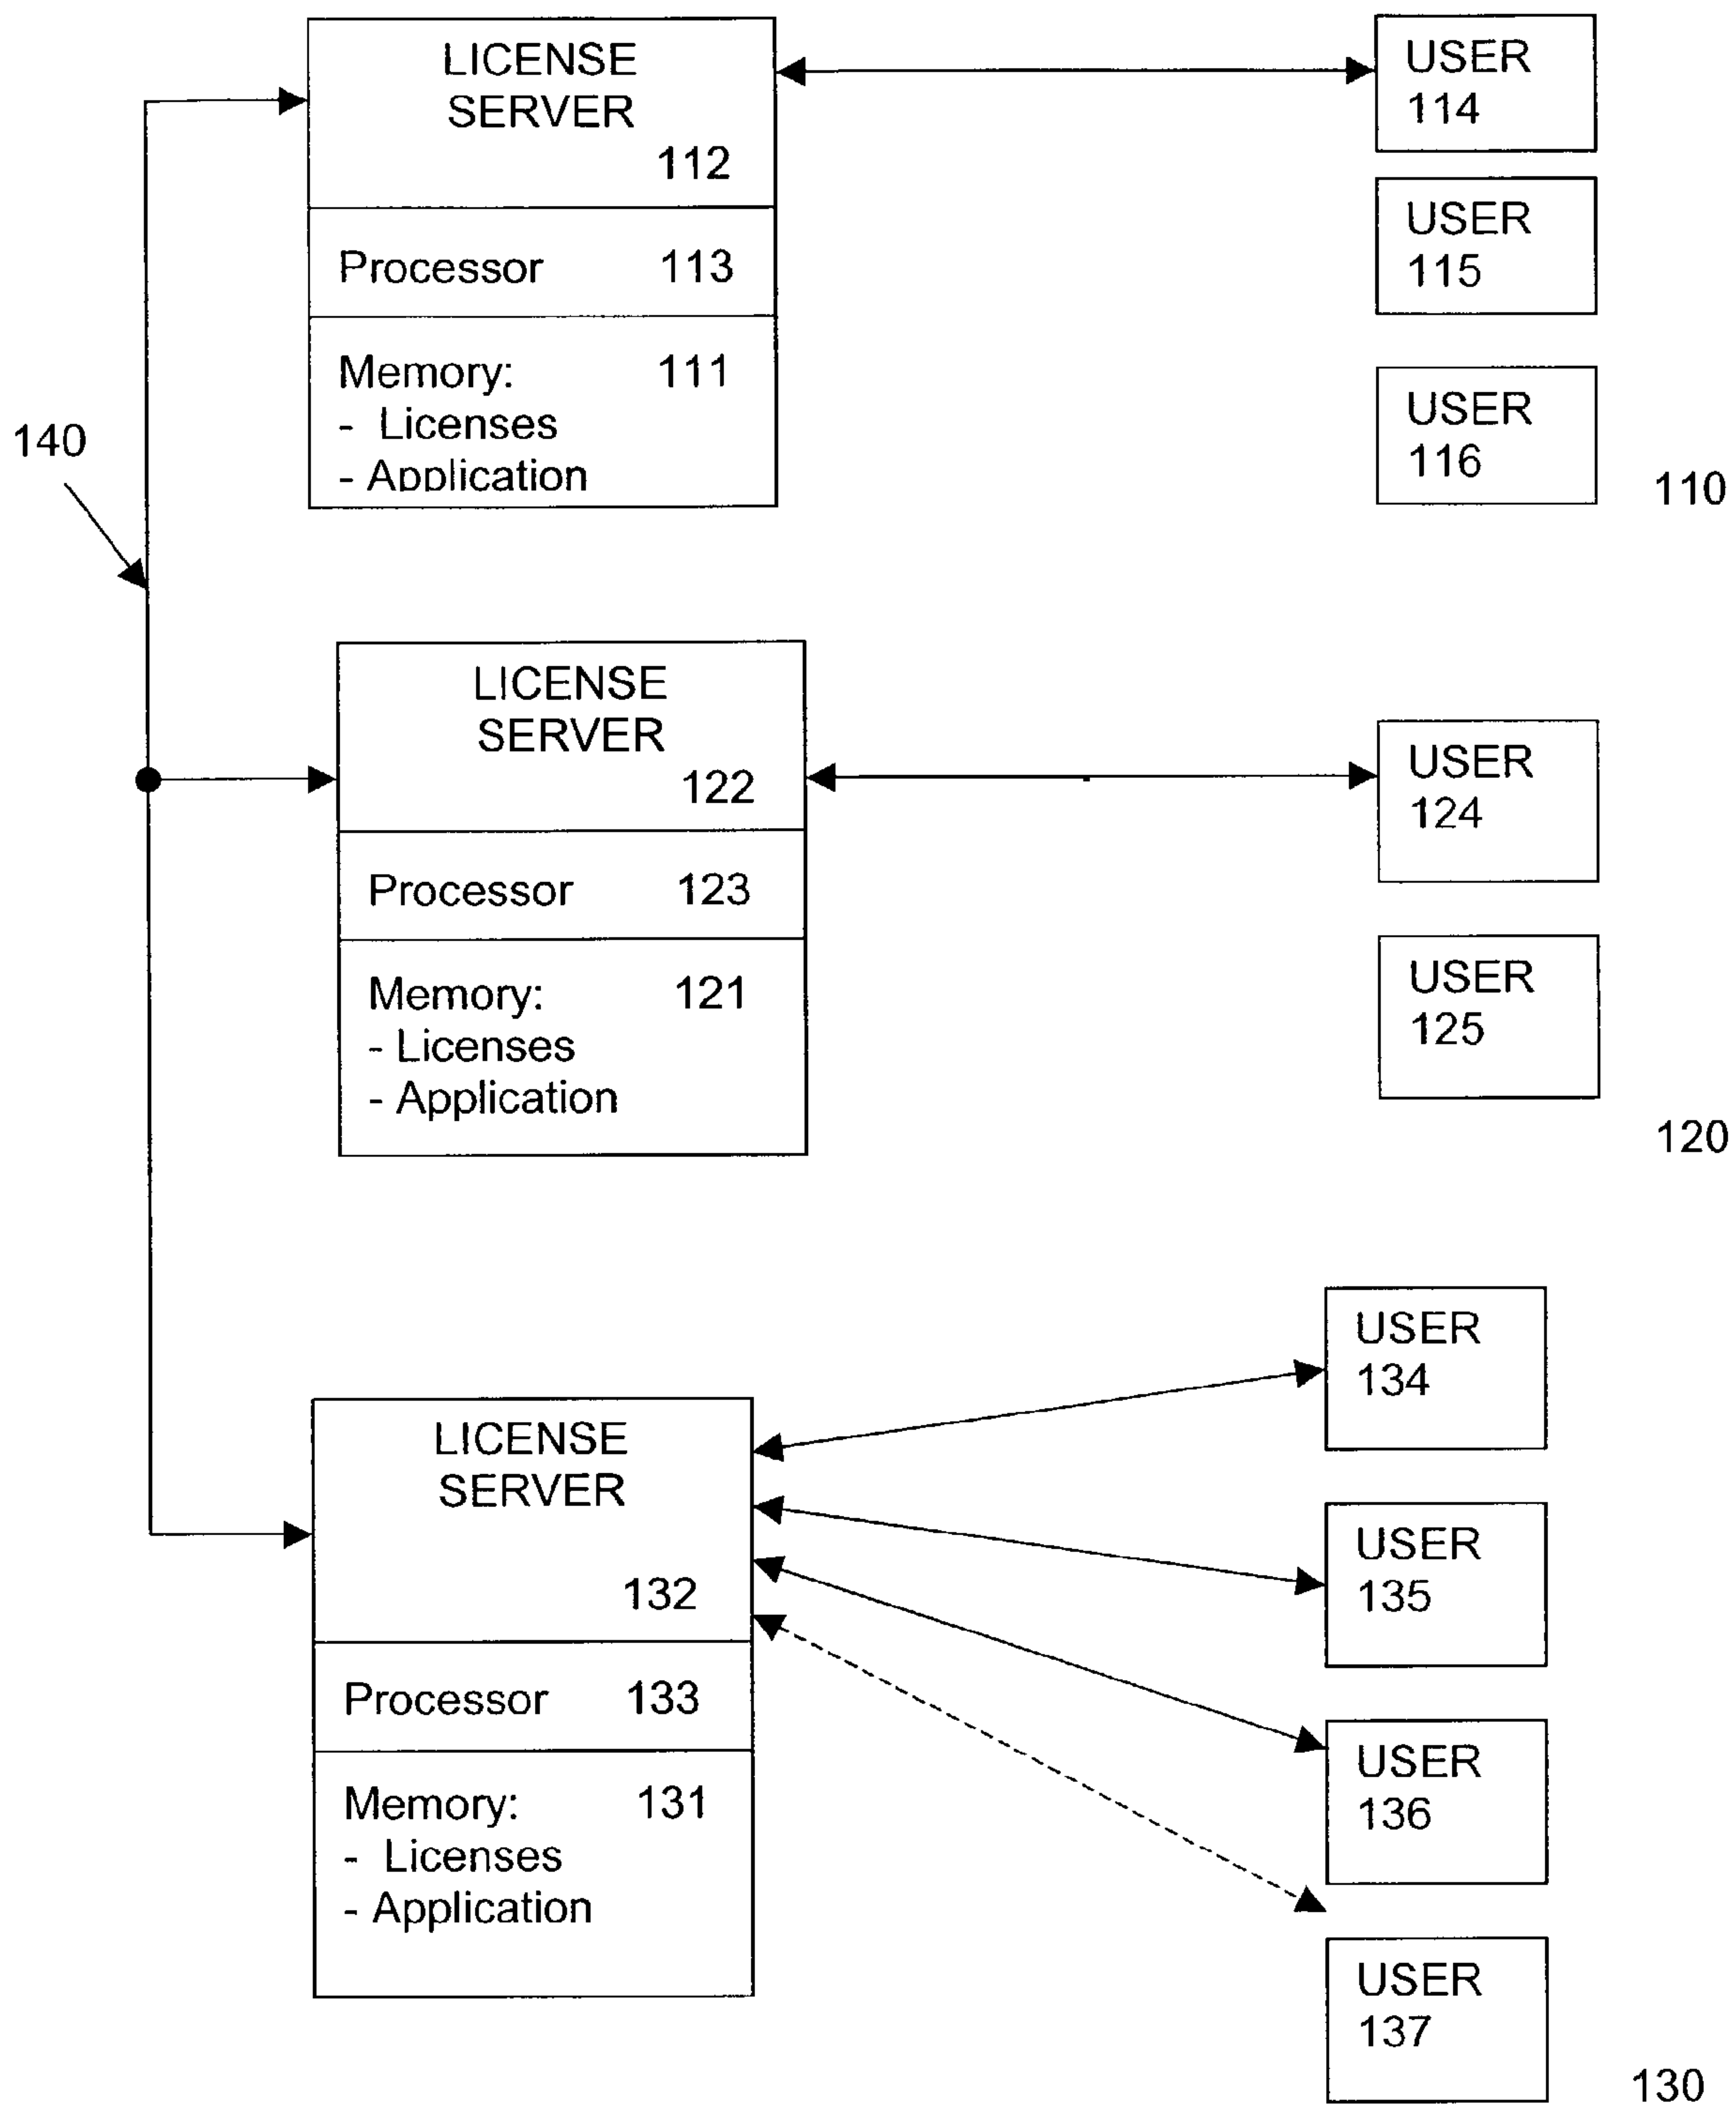 LICENSE
SERVER
112
Processor 113
Memory: 111
- Licenses
- Application
USER
114
USER
115
USER
116
110
140
LICENSE
SERVER
122
Processor 123
Memory: 121
- Licenses
- Application
USER
124
USER
125
120
LICENSE
SERVER
132
Processor 133
Memory: 131
- Licenses
- Application
USER
134
USER
135
USER
136
USER
137
130